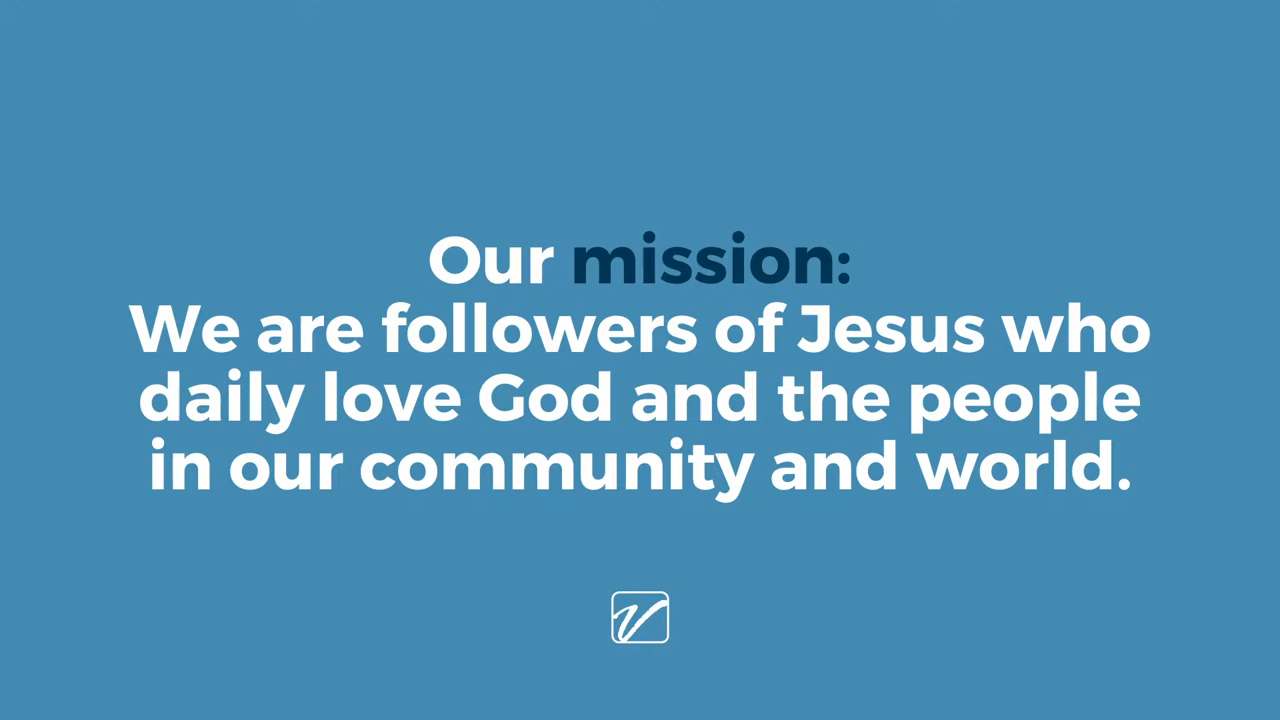 Our mission:
We are followers of Jesus who
daily love God and the people
in our community and world.
V